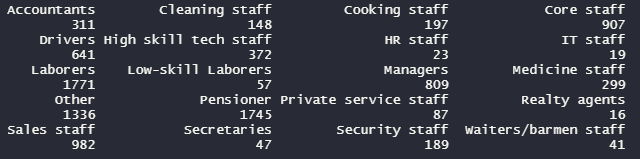 Accountants Cleaning staff Cooking staff Core staff
311 148 197 907
Drivers High skill tech staff HR staff IT staff
641 372 23 19
Laborers Low-skill Laborers Managers Medicine staff
1771 57 809 299
Other Pensioner Private service staff Realty agents
1336 1745 87 16
Sales staff Secretaries Security staff Waiters/barmen staff
982 47 189 41